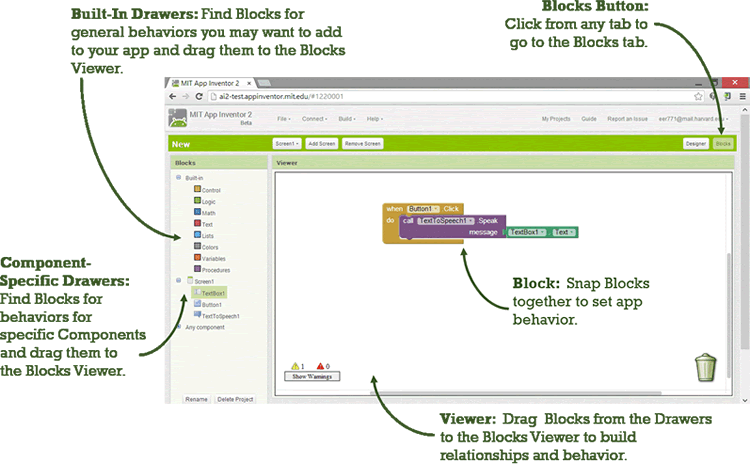 Built-In Drawers: Find Blocks for
general behaviors you may want to add
to your app and drag them to the Blocks
Viewer.
Blocks Button:
Click from any tab to
go to the Blocks tab.
MIT App Inventor 2
ai2-test.appinventor.mit.edu/#1220001
MIT App Inventor 2
Beta
File
Connect
Build
Help
My Projects
Guide
Report an Issue
eer771@mail.harvard.edu
New
Screen1
Add Screen
Remove Screen
Designer
Blocks
Blocks
Viewer
Built-in
Control
Logic
Math
Text
Lists
Colors
Variables
Procedures
Screen1
TextBox1
Button1
TextToSpeech1
Any component
Rename
Delete Project
when Button1 .Click
do call TextToSpeech1 .Speak
message TextBox1 . Text
1 0
Show Warnings
Component-
Specific Drawers:
Find Blocks for
behaviors for
specific Components
and drag them to
the Blocks Viewer.
Block: Snap Blocks
together to set app
behavior.
Viewer: Drag Blocks from the Drawers
to the Blocks Viewer to build
relationships and behavior.